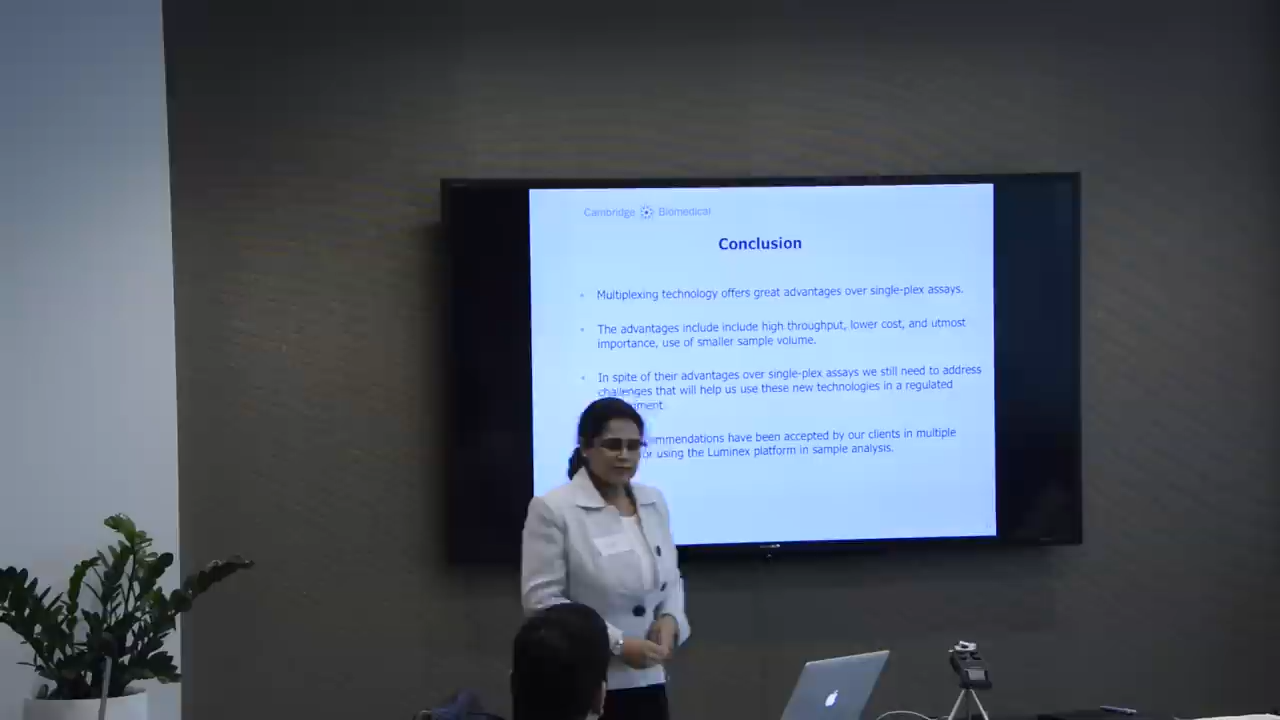 Cambridge Biomedical
Conclusion
Multiplexing technology offers great advantages over single-plex assays.
The advantages include include high throughput, lower cost, and utmost
importance, use of smaller sample volume.
In spite of their advantages over single-plex assays we still need to address
challenges that will help us use these new technologies in a regulated
ment.
mmendations have been accepted by our clients in multiple
or using the Luminex platform in sample analysis.